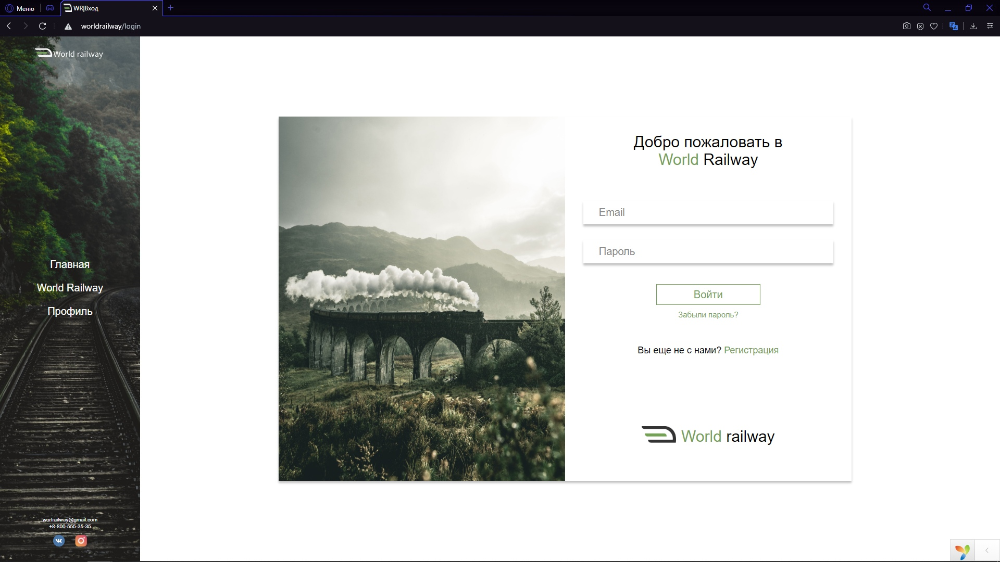 Меню
WR|Вход
worldrailway/login
World railway
Главная
World Railway
Профиль
worlrailway@gmail.com
+8-800-555-35-35
Добро пожаловать в
World Railway
Email
Пароль
Войти
Забыли пароль?
Вы еще не с нами? Регистрация
World railway